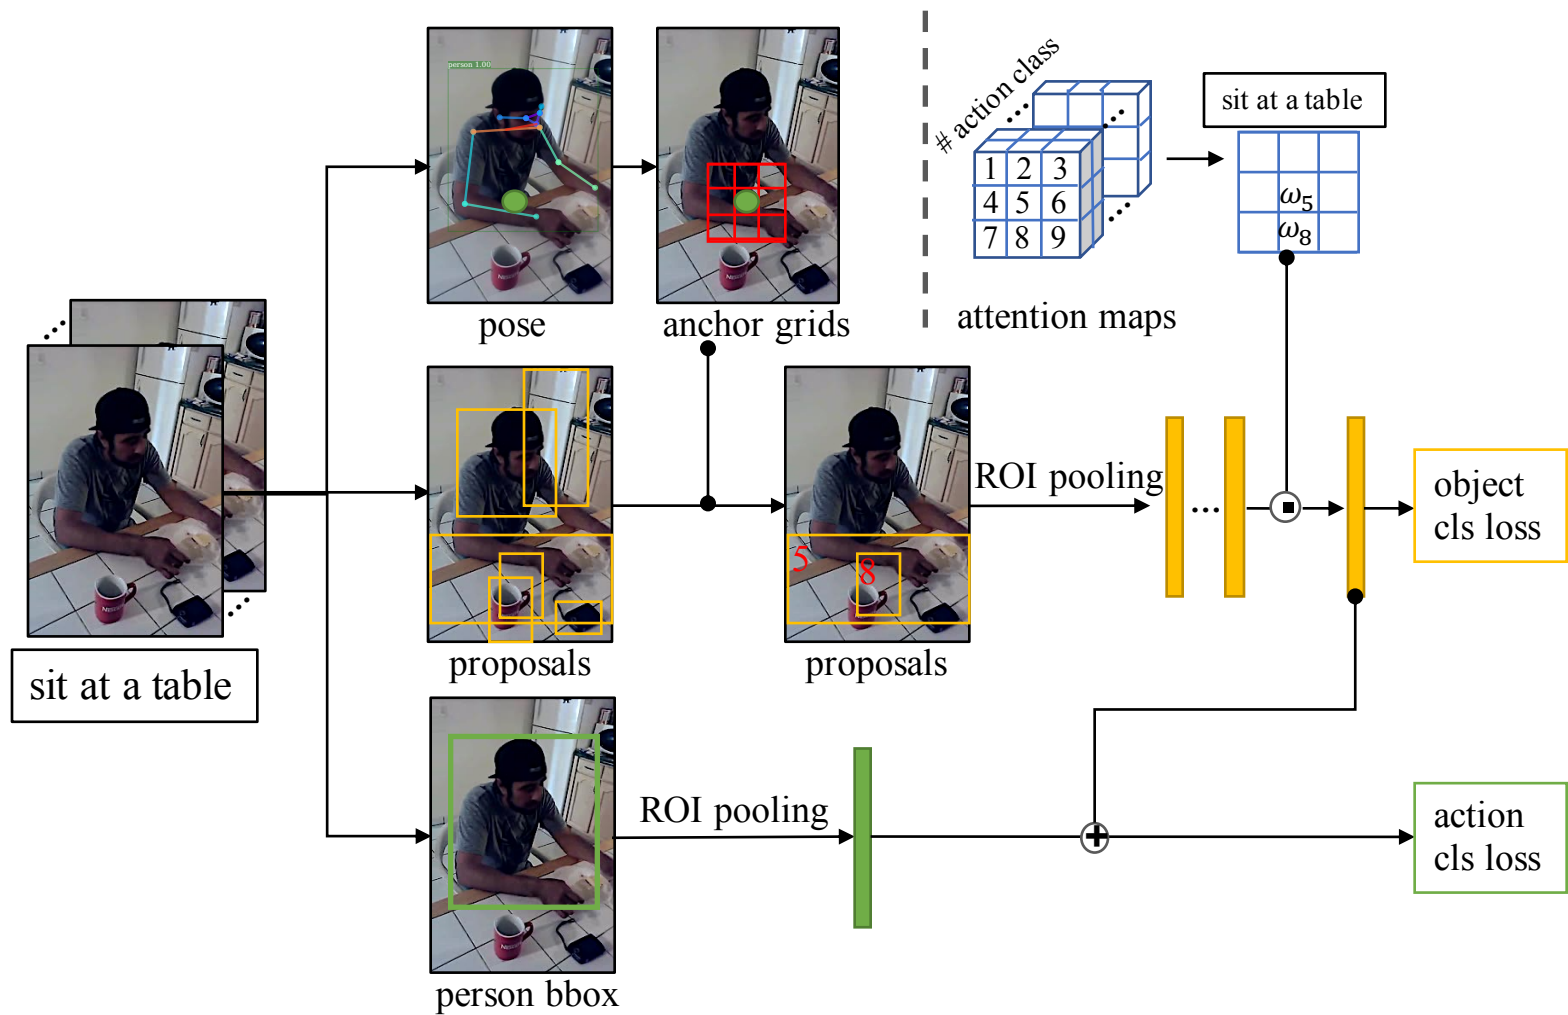 person 1.00
pose
anchor grids
# action class
1 2 3
4 5 6
7 8 9
attention maps
sit at a table
ω5
ω8
sit at a table
proposals
5
8
proposals
ROI pooling
object
cls loss
person bbox
ROI pooling
action
cls loss